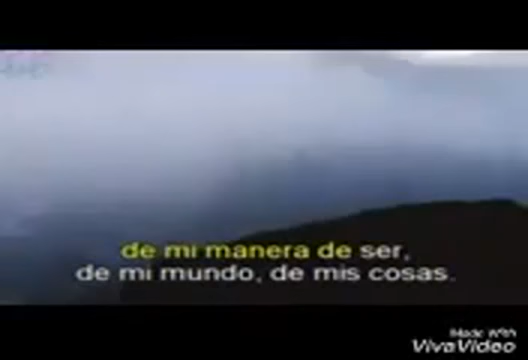 de mi manera de ser,
de mi mundo, de mis cosas.
Made With
VivaVideo